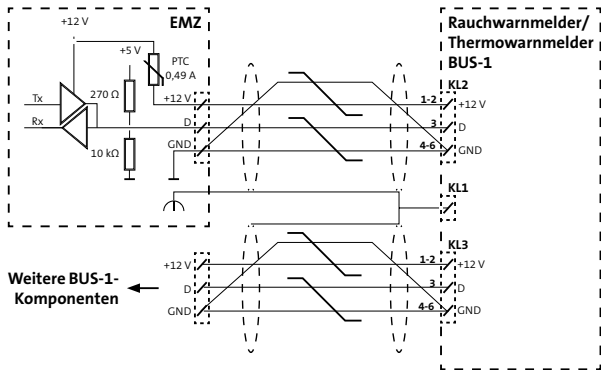 EMZ
+12 V
+5 V
PTC
0,49 A
270 Ω
Tx
Rx
10 kΩ
+12 V
D
GND
Rauchwarnmelder/
Thermowarnmelder
BUS-1
KL2
1-2
+12 V
3
D
4-6
GND
KL1
KL3
+12 V
1-2
+12 V
D
3
D
GND
4-6
GND
Weitere BUS-1-
Komponenten